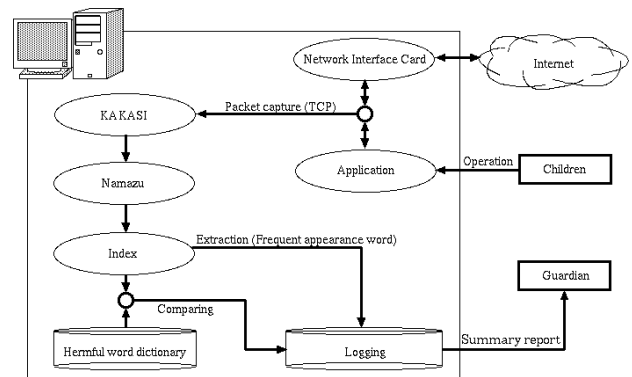 Network Interface Card
Internet
Packet capture (TCP)
KAKASI
Operation
Application
Children
Namazu
Extraction (Frequent appearance word)
Index
Guardian
Comparing
Summary report
Hermful word dictionary
Logging